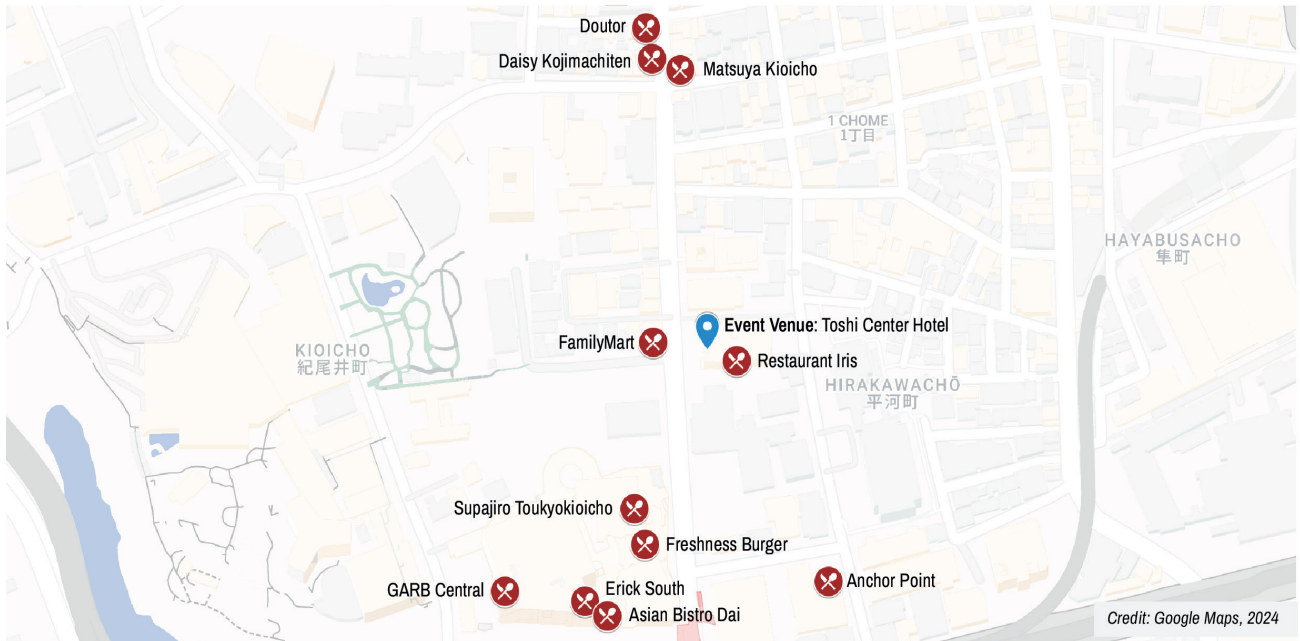 Doutor
Daisy Kojimachiten
Matsuya Kioicho
1 CHOME
1丁目
HAYABUSACHO
隼町
Event Venue: Toshi Center Hotel
FamilyMart
KIOICHO
紀尾井町
Restaurant Iris
HIRAKAWACHŌ
平河町
Supajiro Toukyokioicho
Freshness Burger
GARB Central
Erick South
Anchor Point
Asian Bistro Dai
Credit: Google Maps, 2024